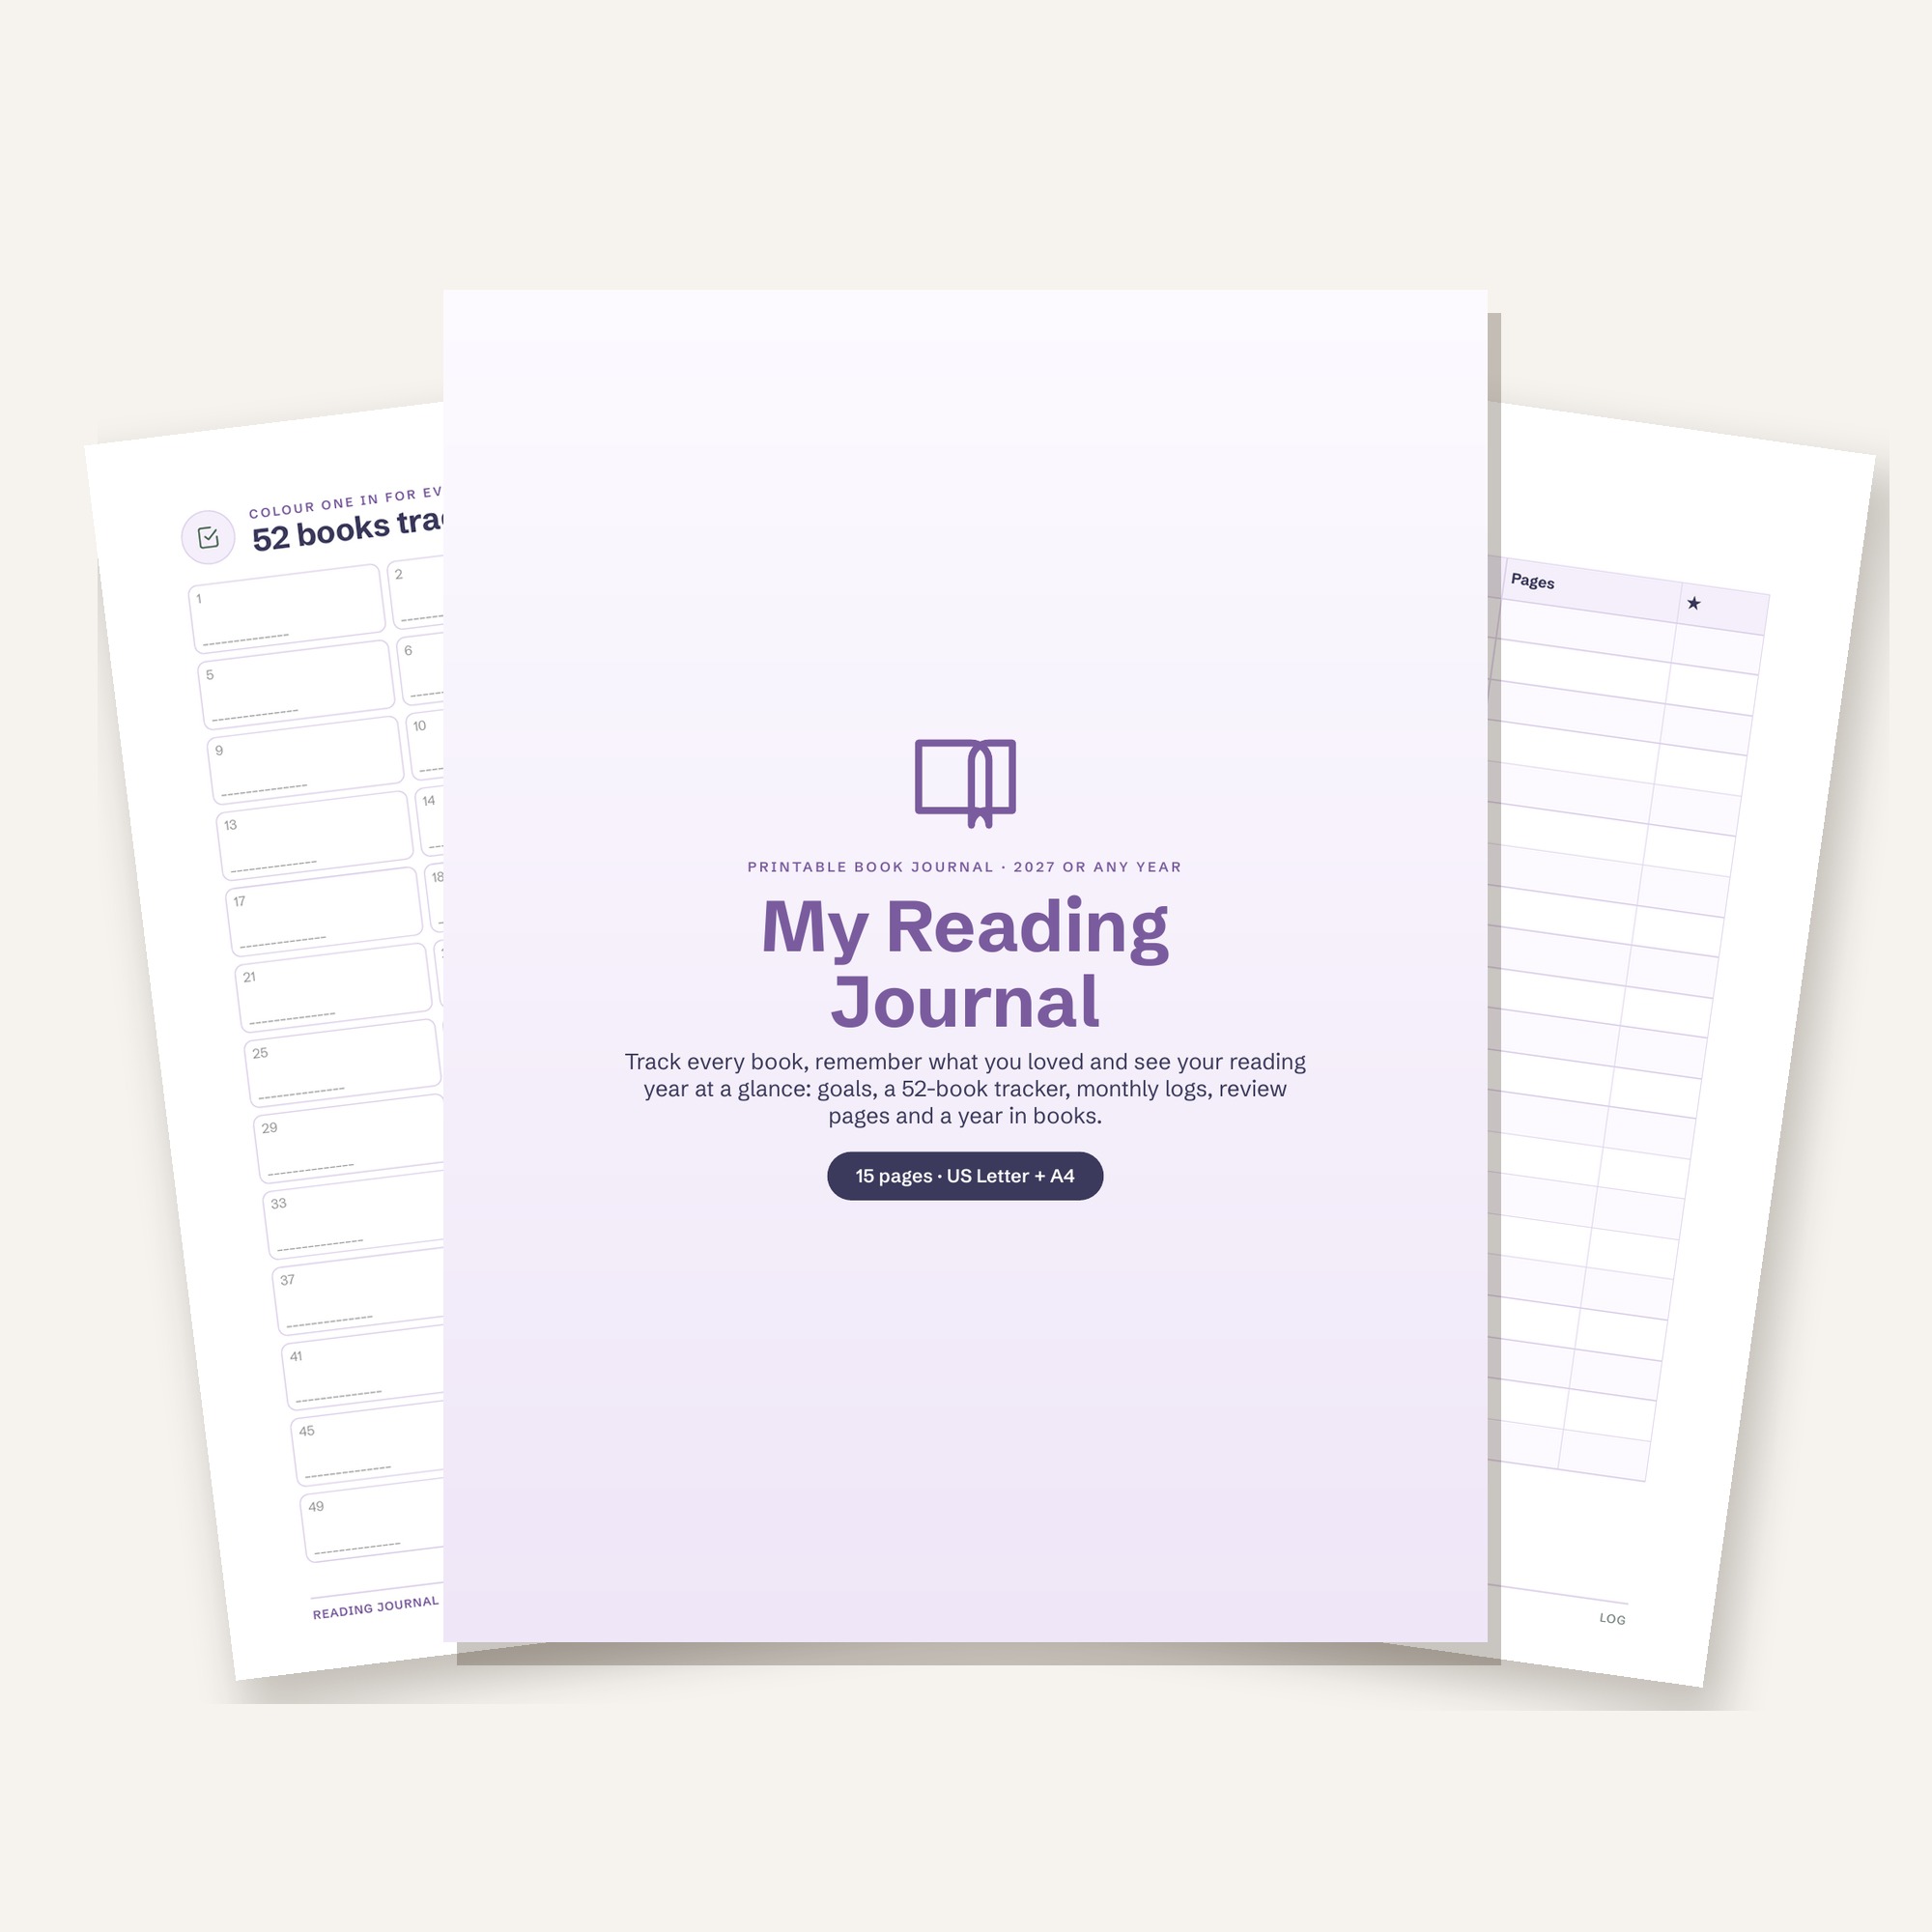 COLOUR ONE IN FOR
52 books
1
2
5
6
9
10
13
14
17
18
21
25
29
33
37
41
45
49
READING JOURNAL
PRINTABLE BOOK JOURNAL · 2027 OR ANY YEAR
My Reading
Journal
Track every book, remember what you loved and see your reading
year at a glance: goals, a 52-book tracker, monthly logs, review
pages and a year in books.
15 pages · US Letter + A4
Pages ★
LOG